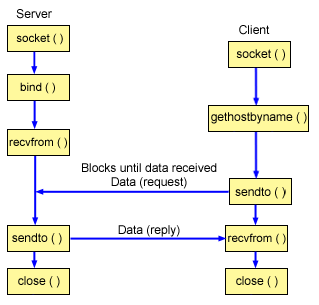 Server
Client
socket ( )
socket ( )
bind ( )
gethostbyname ( )
recvfrom ( )
Blocks until data received
Data (request)
sendto ( )
sendto ( )
Data (reply)
recvfrom ( )
close ( )
close ( )